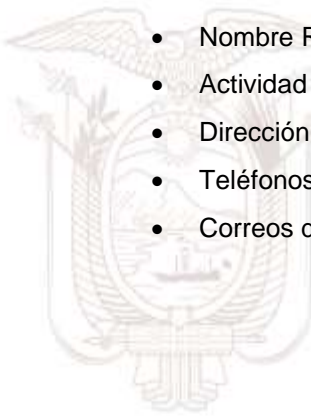 • Nombre R
• Actividad
• Dirección
• Teléfonos
• Correos